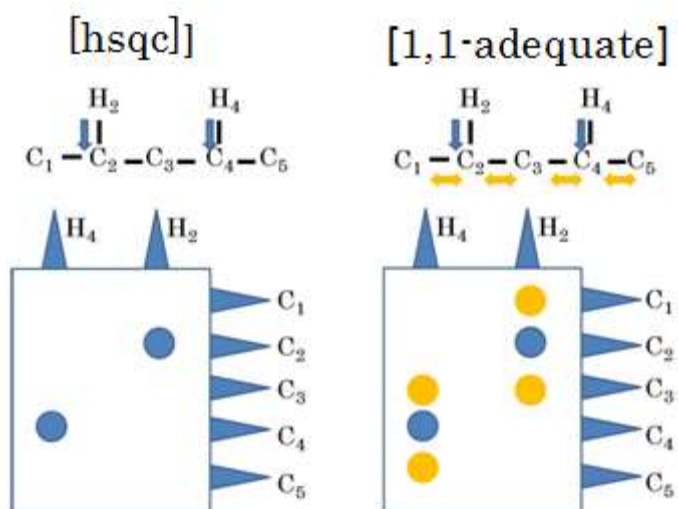 [hsqc]]
H₂ H₄
C₁ C₂ C₃ C₄ C₅
H₄ H₂
C₁
C₂
C₃
C₄
C₅
[1,1-adequate]
H₂ H₄
C₁ C₂ C₃ C₄ C₅
H₄ H₂
C₁
C₂
C₃
C₄
C₅